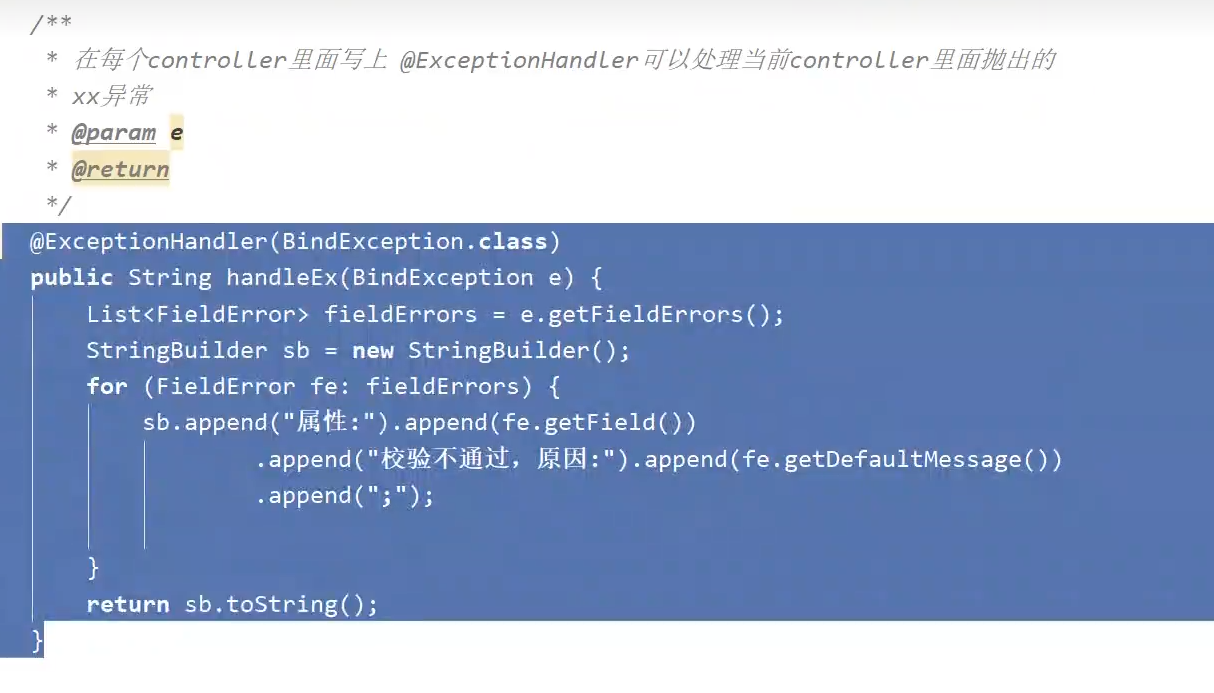 /**
 * 在每个controller里面写上 @ExceptionHandler可以处理当前controller里面抛出的
 * xx异常
 * @param e
 * @return
 */
@ExceptionHandler(BindException.class)
public String handleEx(BindException e) {
    List<FieldError> fieldErrors = e.getFieldErrors();
    StringBuilder sb = new StringBuilder();
    for (FieldError fe: fieldErrors) {
        sb.append("属性:").append(fe.getField())
                .append("校验不通过，原因:").append(fe.getDefaultMessage())
                .append(";");
    }
    return sb.toString();
}